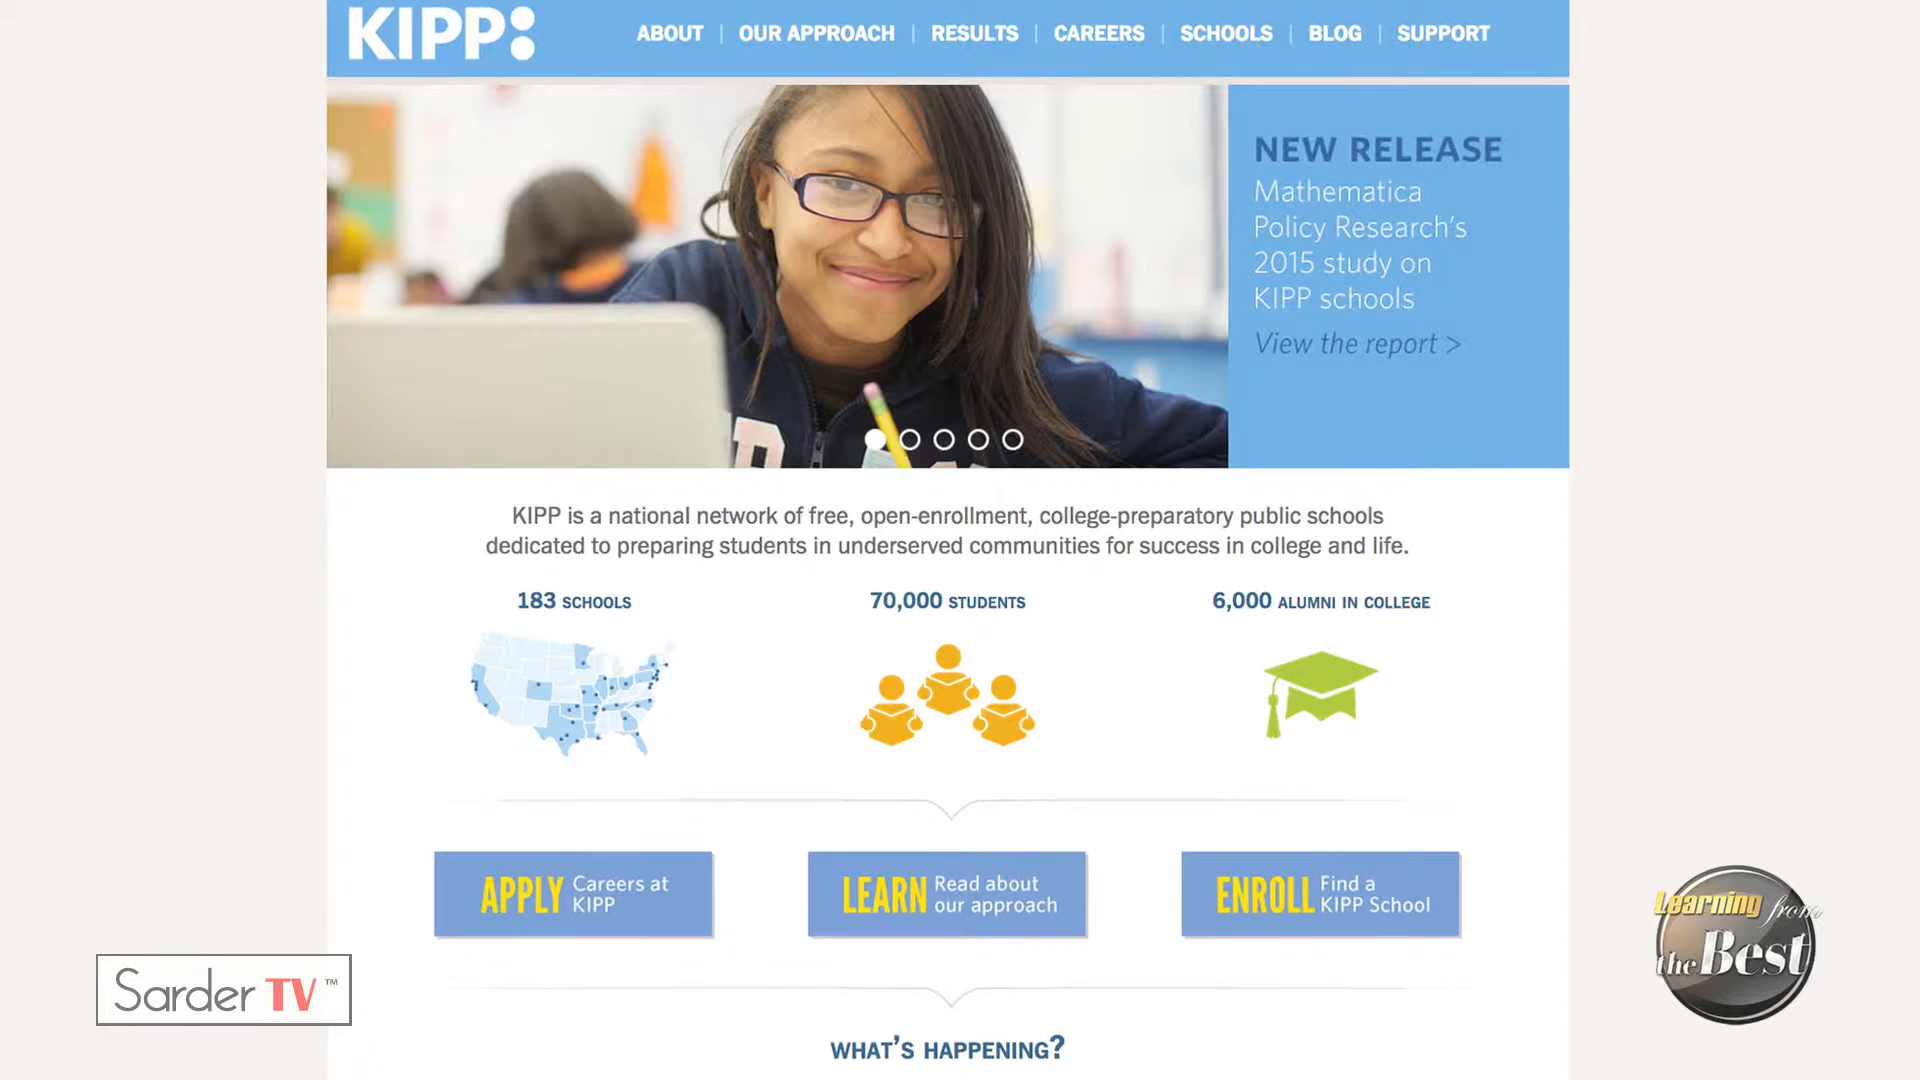 KIPP:
ABOUT | OUR APPROACH | RESULTS | CAREERS | SCHOOLS | BLOG | SUPPORT
NEW RELEASE
Mathematica
Policy Research's
2015 study on
KIPP schools
View the report >
KIPP is a national network of free, open-enrollment, college-preparatory public schools
dedicated to preparing students in underserved communities for success in college and life.
183 SCHOOLS
70,000 STUDENTS
6,000 ALUMNI IN COLLEGE
APPLY Careers at
KIPP
LEARN Read about
our approach
ENROLL Find a
KIPP School
Learning from
the Best
Sarder TV™
WHAT'S HAPPENING?